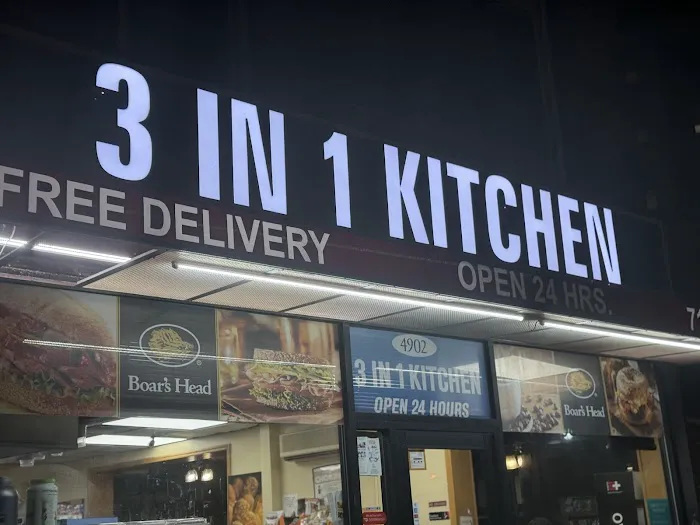 3 IN 1 KITCHEN
FREE DELIVERY
OPEN 24 HRS.
Boar's Head
4902
3 IN 1 KITCHEN
OPEN 24 HOURS
Boar's Head